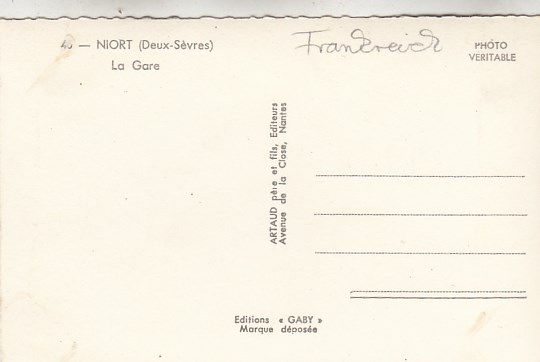 — NIORT (Deux-Sèvres)
La Gare
Frankreich
PHOTO
VERITABLE
ARTAUD père et fils, Editeurs
Avenue de la Close, Nantes
Editions « GABY »
Marque déposée